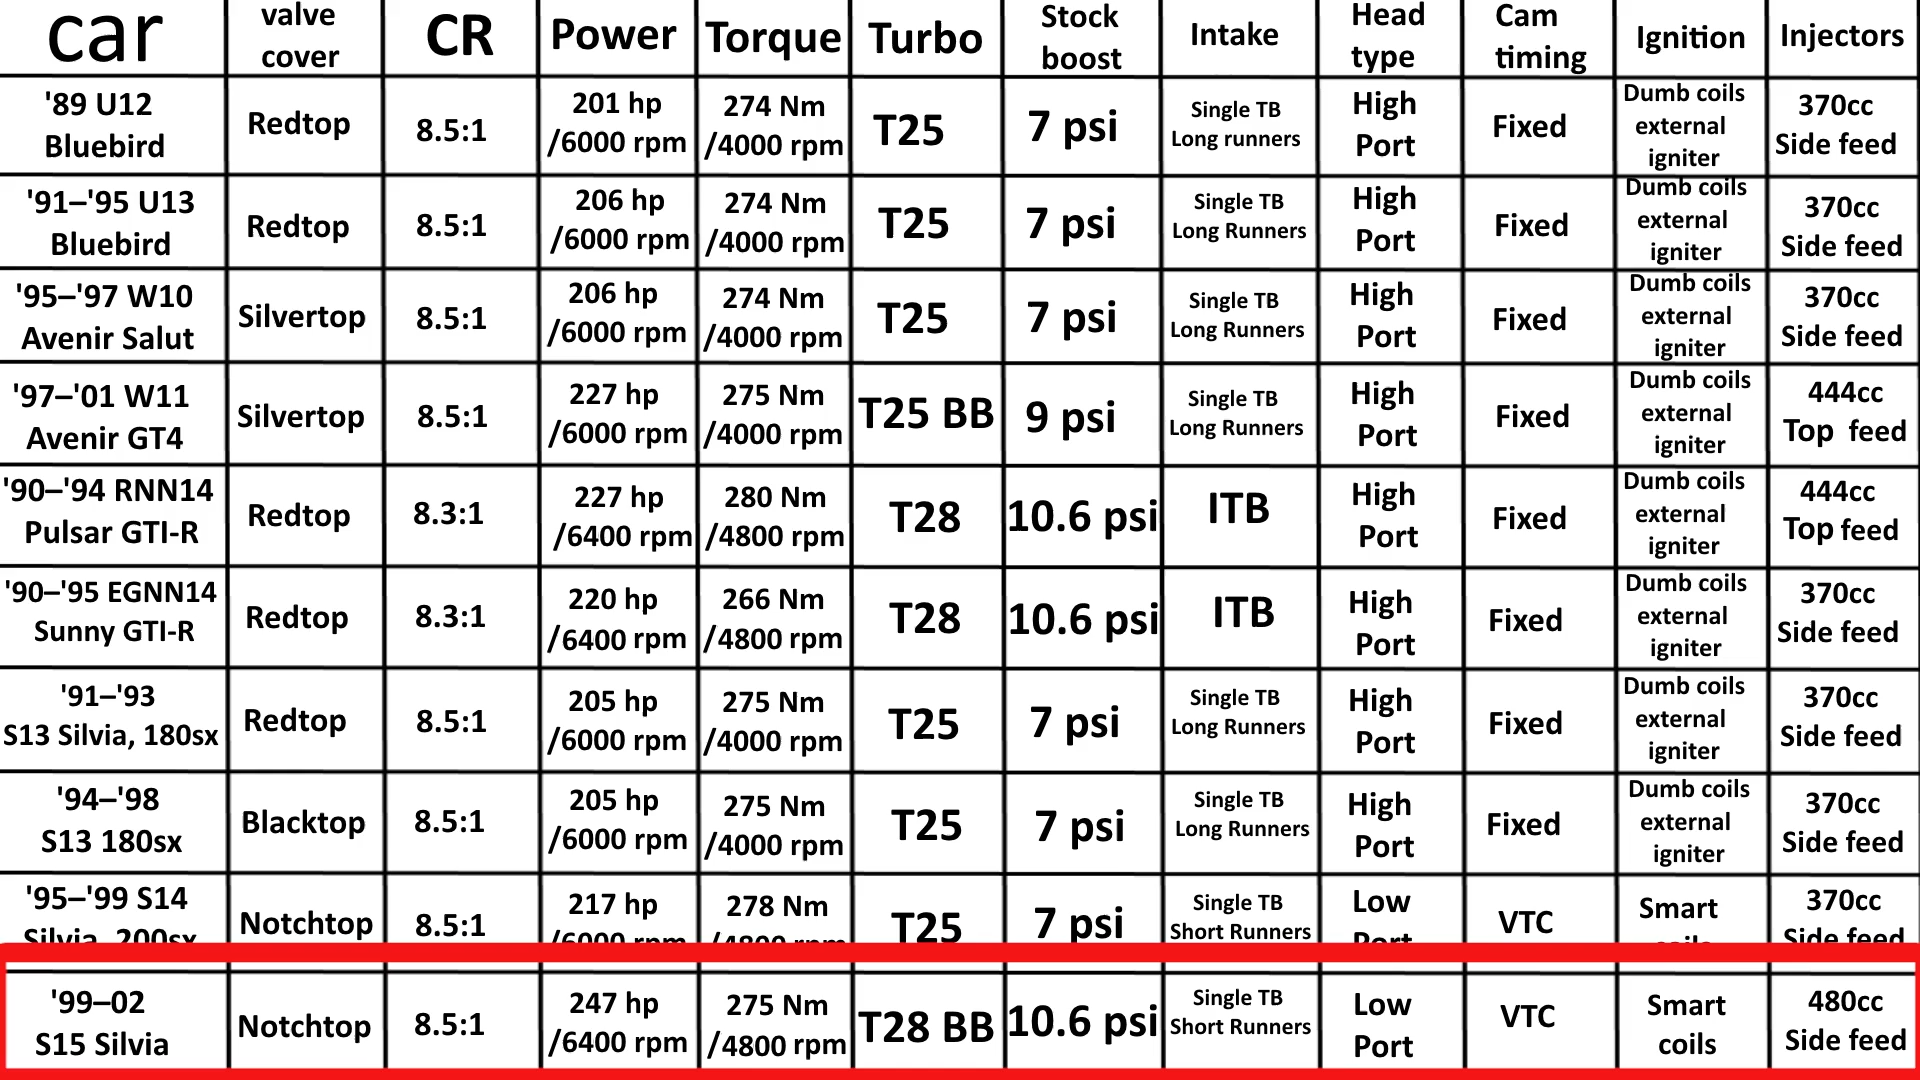 car valve cover CR Power Torque Turbo Stock boost Intake Head type Cam timing Ignition Injectors
'89 U12 Bluebird Redtop 8.5:1 201 hp /6000 rpm 274 Nm /4000 rpm T25 7 psi Single TB Long runners High Port Fixed Dumb coils external igniter 370cc Side feed
'91–'95 U13 Bluebird Redtop 8.5:1 206 hp /6000 rpm 274 Nm /4000 rpm T25 7 psi Single TB Long Runners High Port Fixed Dumb coils external igniter 370cc Side feed
'95–'97 W10 Avenir Salut Silvertop 8.5:1 206 hp /6000 rpm 274 Nm /4000 rpm T25 7 psi Single TB Long Runners High Port Fixed Dumb coils external igniter 370cc Side feed
'97–'01 W11 Avenir GT4 Silvertop 8.5:1 227 hp /6000 rpm 275 Nm /4000 rpm T25 BB 9 psi Single TB Long Runners High Port Fixed Dumb coils external igniter 444cc Top feed
'90–'94 RNN14 Pulsar GTI-R Redtop 8.3:1 227 hp /6400 rpm 280 Nm /4800 rpm T28 10.6 psi ITB High Port Fixed Dumb coils external igniter 444cc Top feed
'90–'95 EGNN14 Sunny GTI-R Redtop 8.3:1 220 hp /6400 rpm 266 Nm /4800 rpm T28 10.6 psi ITB High Port Fixed Dumb coils external igniter 370cc Side feed
'91–'93 S13 Silvia, 180sx Redtop 8.5:1 205 hp /6000 rpm 275 Nm /4000 rpm T25 7 psi Single TB Long Runners High Port Fixed Dumb coils external igniter 370cc Side feed
'94–'98 S13 180sx Blacktop 8.5:1 205 hp /6000 rpm 275 Nm /4000 rpm T25 7 psi Single TB Long Runners High Port Fixed Dumb coils external igniter 370cc Side feed
'95–'99 S14 Silvia, 200sx Notchtop 8.5:1 217 hp /6000 rpm 278 Nm /4800 rpm T25 7 psi Single TB Short Runners Low Port VTC Smart coils 370cc Side feed
'99–02 S15 Silvia Notchtop 8.5:1 247 hp /6400 rpm 275 Nm /4800 rpm T28 BB 10.6 psi Single TB Short Runners Low Port VTC Smart coils 480cc Side feed